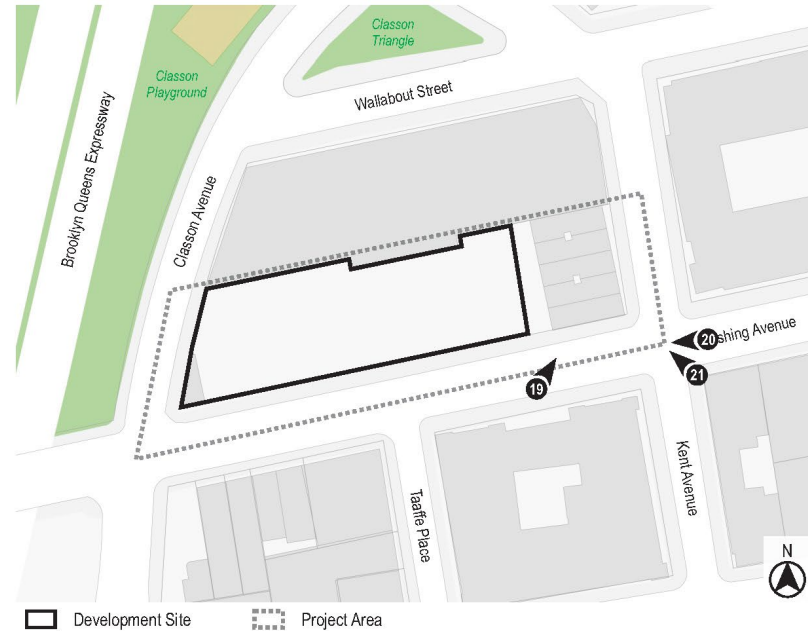 Classon
Triangle
Classon
Playground
Wallabout Street
Brooklyn Queens Expressway
Classon Avenue
20
shing Avenue
19
21
Kent Avenue
Taaffe Place
N
Development Site
Project Area